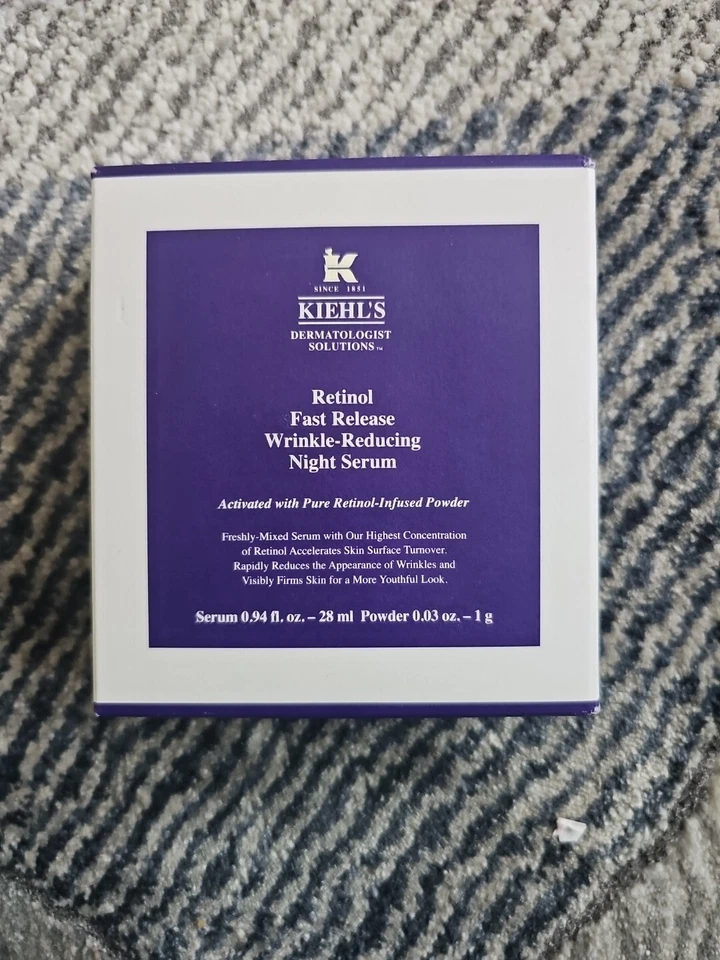 K
SINCE 1851
KIEHL'S
DERMATOLOGIST
SOLUTIONS™
Retinol
Fast Release
Wrinkle-Reducing
Night Serum
Activated with Pure Retinol-Infused Powder
Freshly-Mixed Serum with Our Highest Concentration
of Retinol Accelerates Skin Surface Turnover.
Rapidly Reduces the Appearance of Wrinkles and
Visibly Firms Skin for a More Youthful Look.
Serum 0.94 fl. oz. – 28 ml Powder 0.03 oz. – 1 g